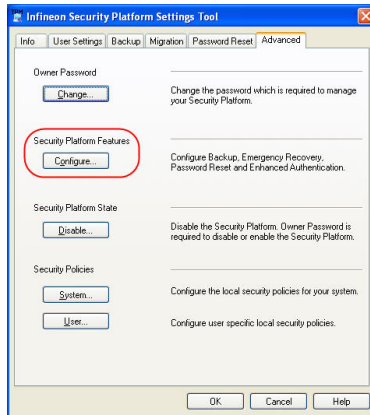 Infineon Security Platform Settings Tool
Info User Settings Backup Migration Password Reset Advanced
Owner Password
Change...
Change the password which is required to manage
your Security Platform.
Security Platform Features
Configure...
Configure Backup, Emergency Recovery,
Password Reset and Enhanced Authentication.
Security Platform State
Disable...
Disable the Security Platform. Owner Password is
required to disable or enable the Security Platform.
Security Policies
System...
Configure the local security policies for your system.
User...
Configure user specific local security policies.
OK Cancel Help